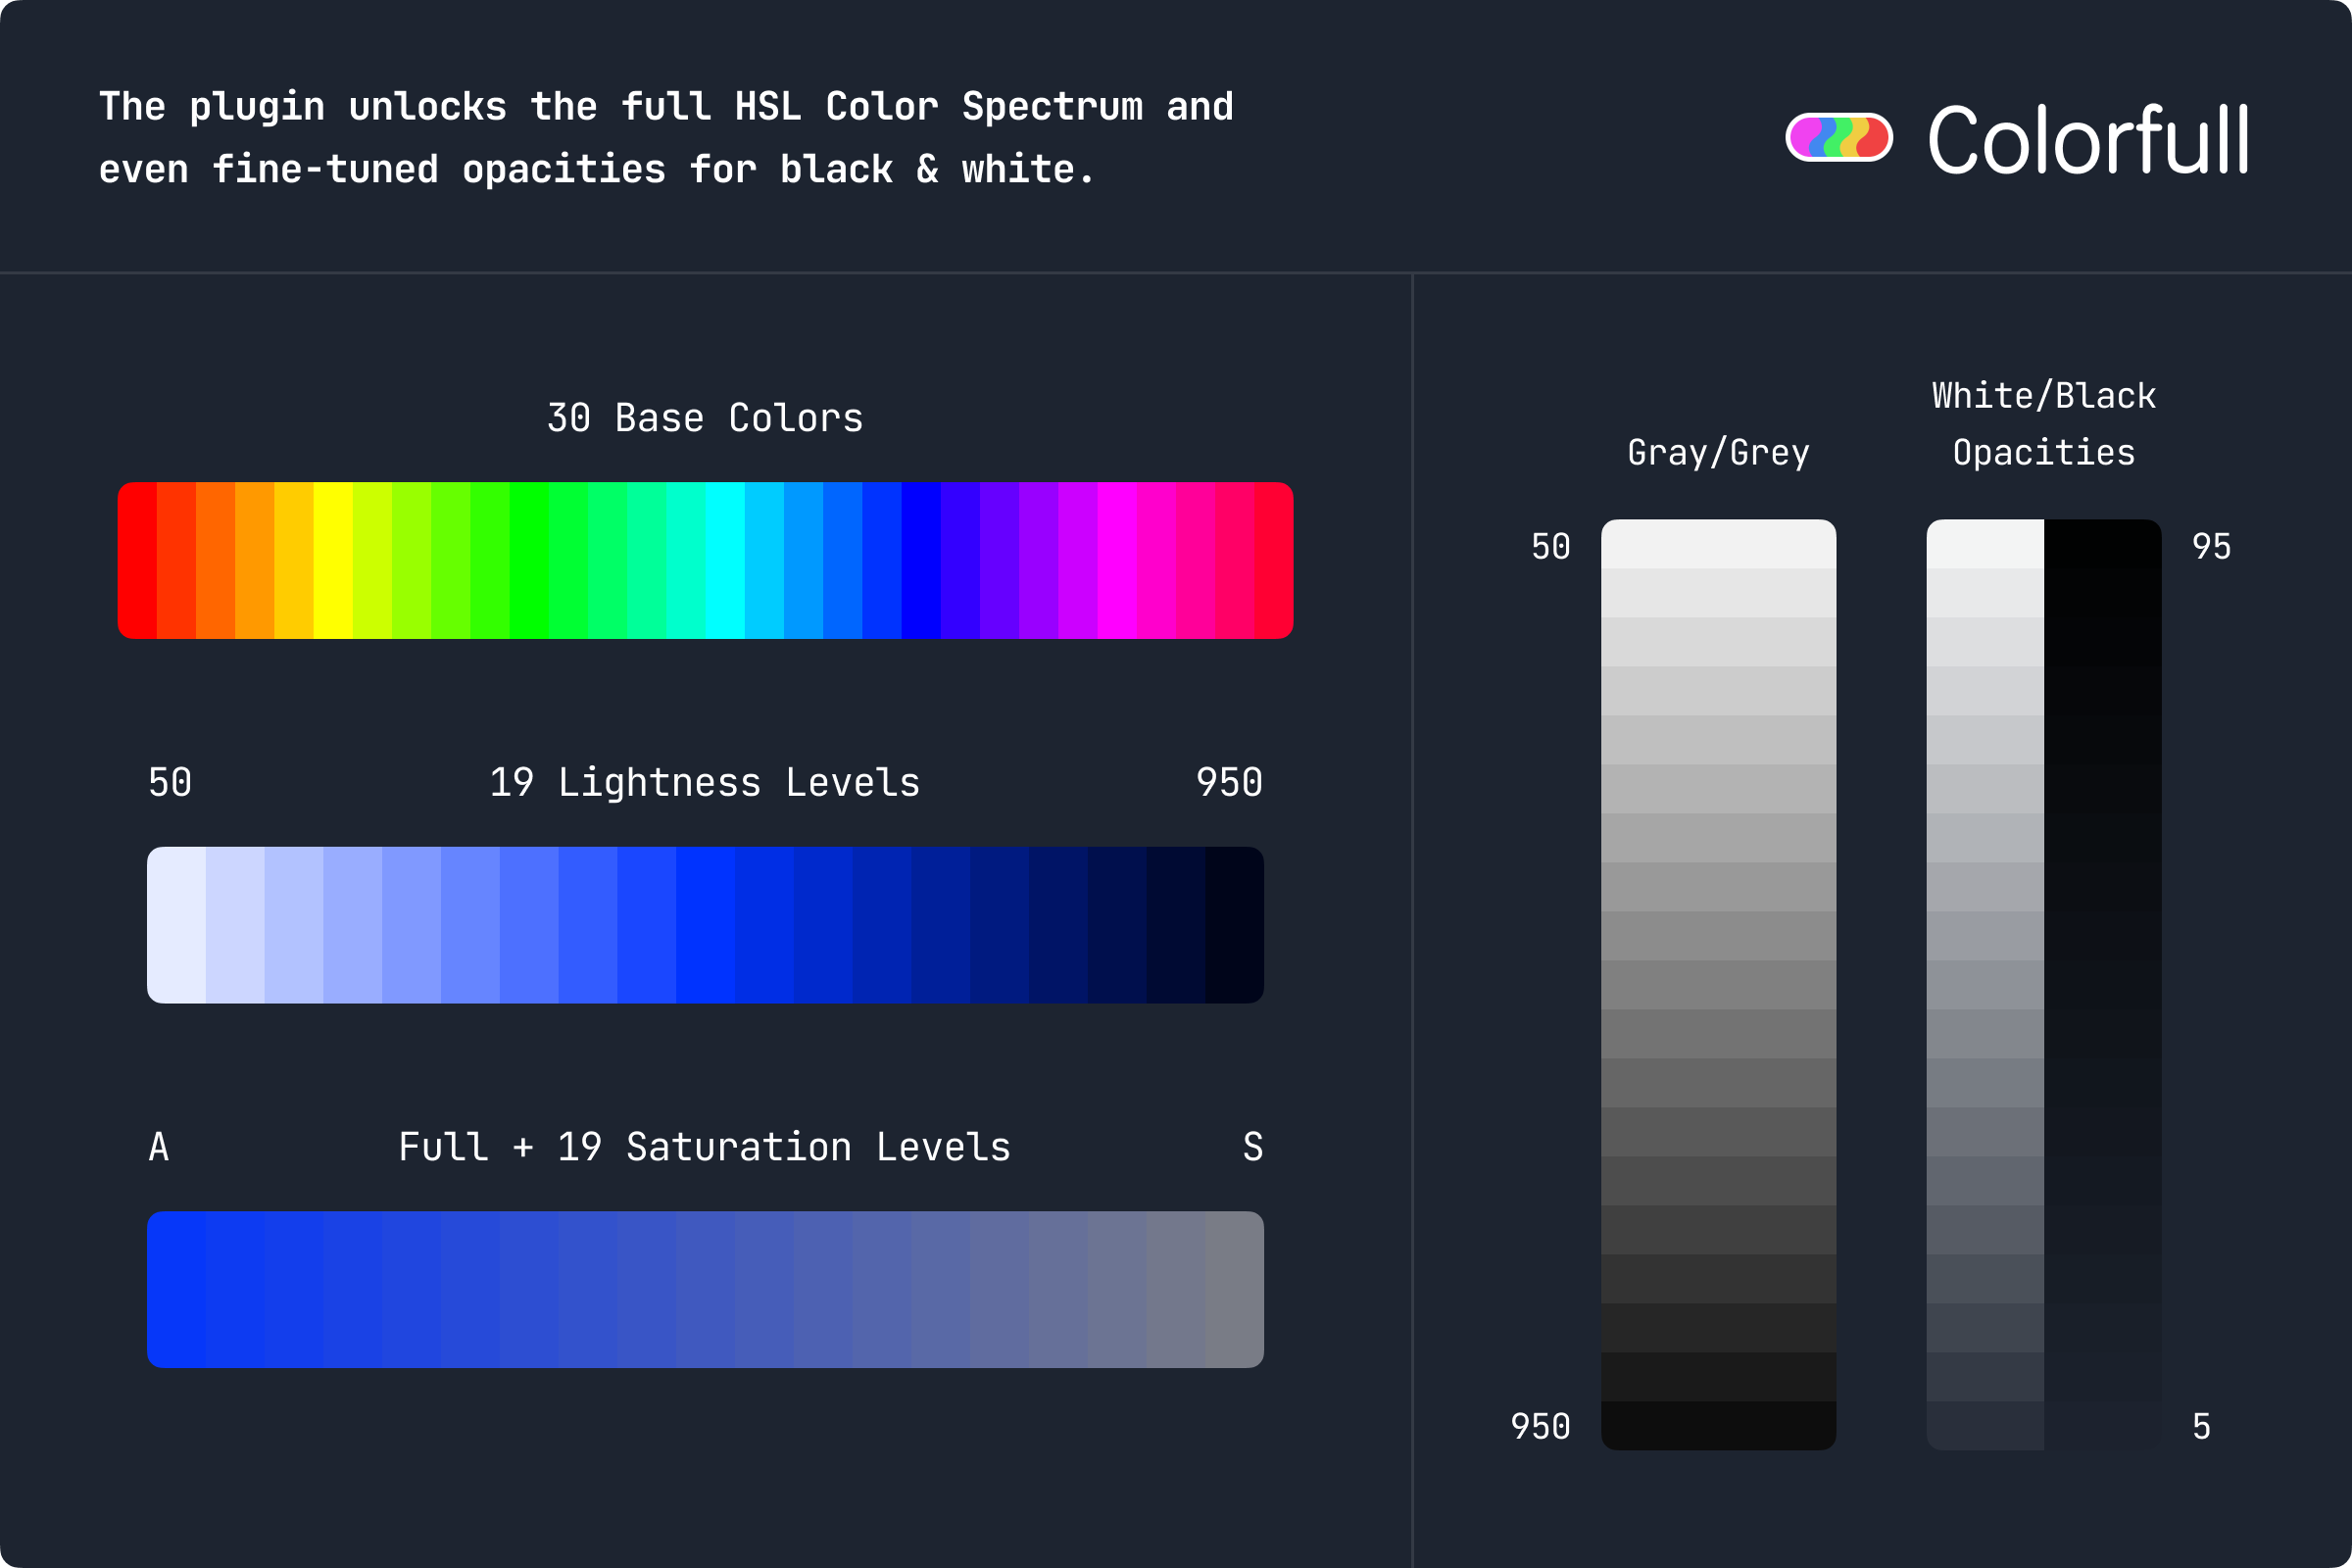 The plugin unlocks the full HSL Color Spectrum and
even fine-tuned opacities for black & white.
Colorfull
30 Base Colors
50 19 Lightness Levels 950
A Full + 19 Saturation Levels S
Gray/Grey
50
950
White/Black
Opacities
95
5